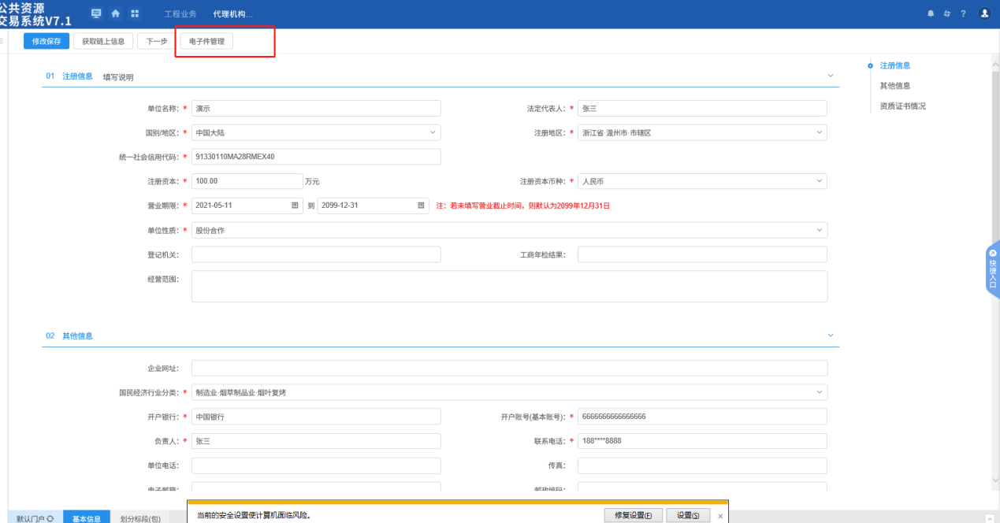 公共资源
交易系统V7.1
工程业务 代理机构...
修改保存 获取链上信息 下一步 电子件管理
01 注册信息 填写说明
注册信息
其他信息
资质证书情况
单位名称：* 演示 法定代表人：* 张三
国别/地区：* 中国大陆 注册地区：* 浙江省·温州市·市辖区
统一社会信用代码：* 91330110MA28RMEX40
注册资本：* 100.00 万元 注册资本币种：* 人民币
营业期限：* 2021-05-11 到 2099-12-31 注：若未填写营业截止时间，则默认为2099年12月31日
单位性质：* 股份合作
登记机关： 工商年检结果：
经营范围：
快捷入口
02 其他信息
企业网址：
国民经济行业分类：* 制造业·烟草制品业·烟叶复烤
开户银行：* 中国银行 开户账号(基本账号)：* 6666666666666666
负责人：* 张三 联系电话：* 188****8888
单位电话： 传真：
电子邮箱： 邮政编码：
默认门户 基本信息 划分标段(包) 当前的安全设置使计算机面临风险。 修复设置(F) 设置(S) ×